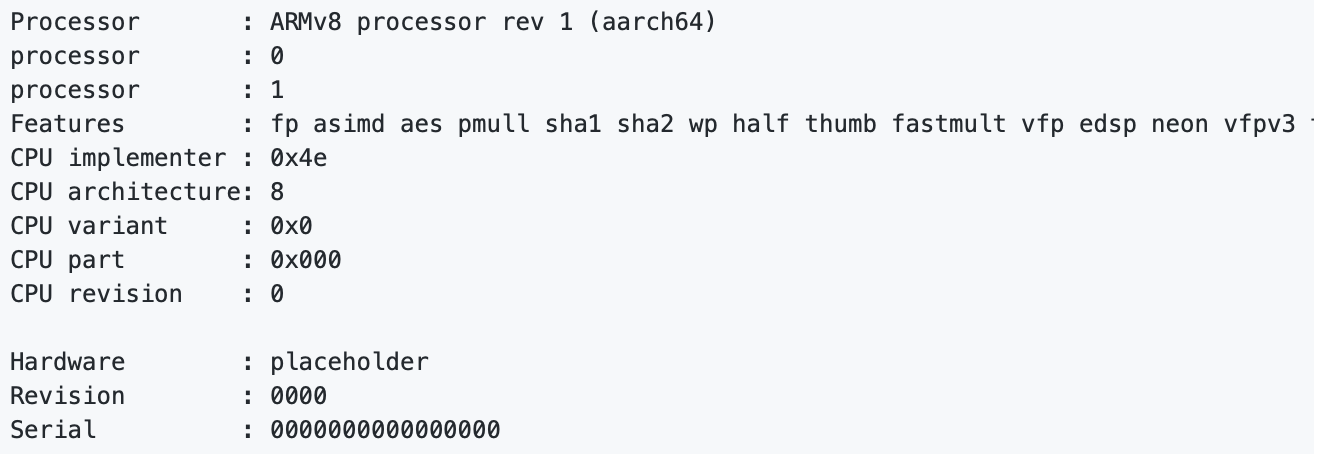 Processor       : ARMv8 processor rev 1 (aarch64)
processor       : 0
processor       : 1
Features        : fp asimd aes pmull sha1 sha2 wp half thumb fastmult vfp edsp neon vfpv3
CPU implementer : 0x4e
CPU architecture: 8
CPU variant     : 0x0
CPU part        : 0x000
CPU revision    : 0

Hardware        : placeholder
Revision        : 0000
Serial          : 0000000000000000